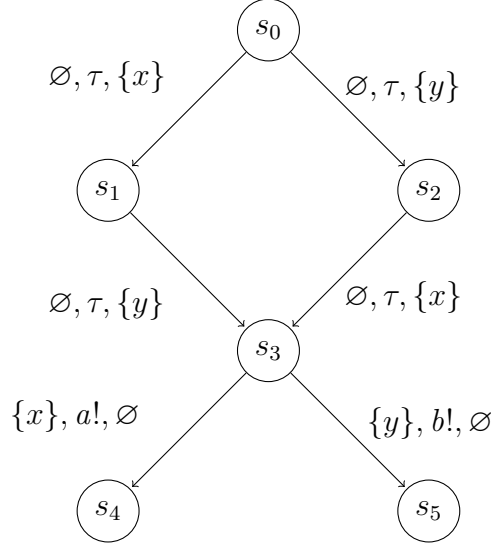 s₀
∅, τ, {x}
∅, τ, {y}
s₁
s₂
∅, τ, {y}
∅, τ, {x}
s₃
{x}, a!, ∅
{y}, b!, ∅
s₄
s₅